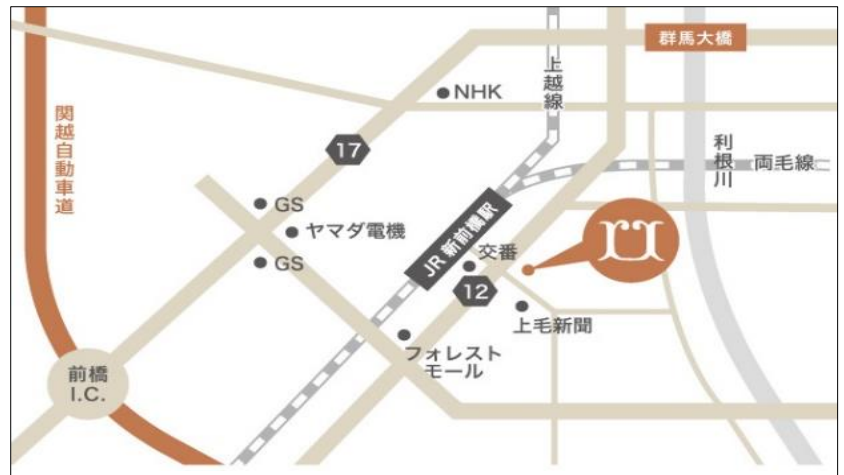 群馬大橋
上越線
NHK
関越自動車道
17
利根川
両毛線
GS
ヤマダ電機
JR 新前橋駅
交番
GS
12
上毛新聞
フォレスト
モール
前橋
I.C.